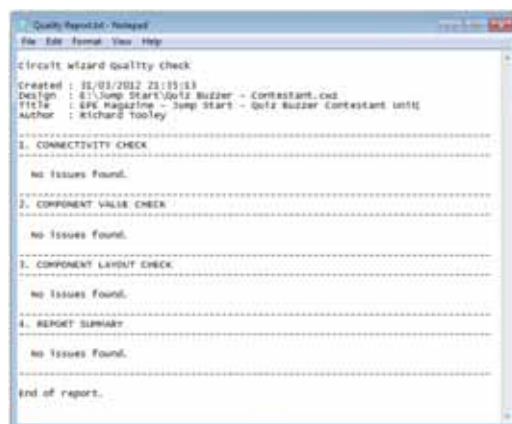 Quality Report.txt - Notepad
File Edit Format View Help
Circuit Wizard Quality Check
Created : 31/03/2012 21:35:13
Design : E:\Jump Start\Quiz Buzzer - Contestant.cwz
Title : EPE Magazine - Jump Start - Quiz Buzzer Contestant Unit
Author : Richard Tooley
1. CONNECTIVITY CHECK
No issues found.
2. COMPONENT VALUE CHECK
No issues found.
3. COMPONENT LAYOUT CHECK
No issues found.
4. REPORT SUMMARY
No issues found.
End of report.